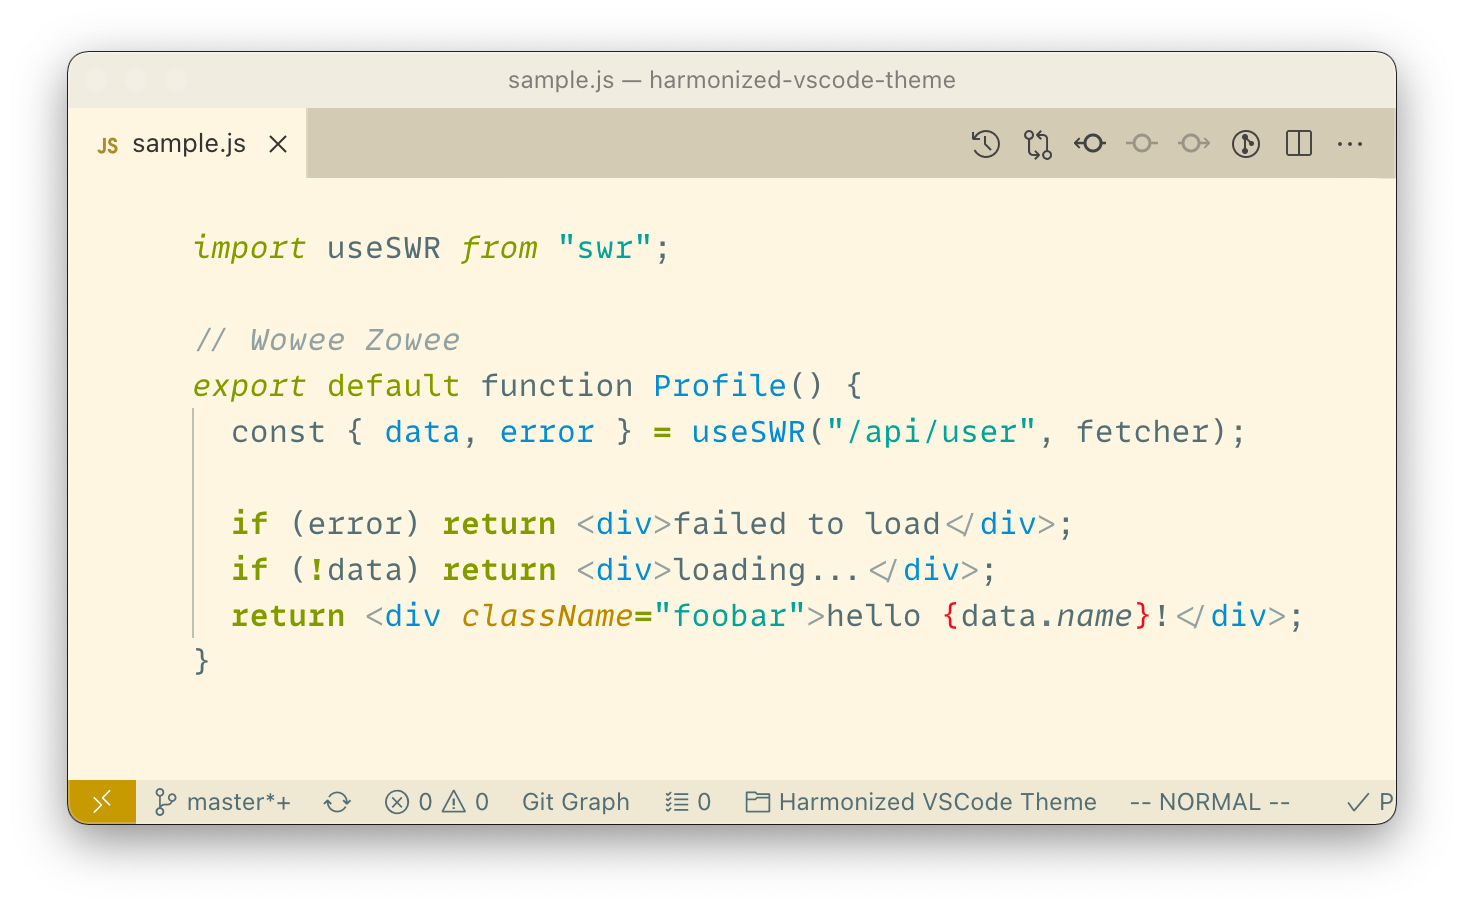 sample.js — harmonized-vscode-theme
JS sample.js
import useSWR from "swr";
// Wowee Zowee
export default function Profile() {
const { data, error } = useSWR("/api/user", fetcher);
if (error) return <div>failed to load</div>;
if (!data) return <div>loading...</div>;
return <div className="foobar">hello {data.name}!</div>;
}
master*+ 0 0 Git Graph 0 Harmonized VSCode Theme -- NORMAL -- P